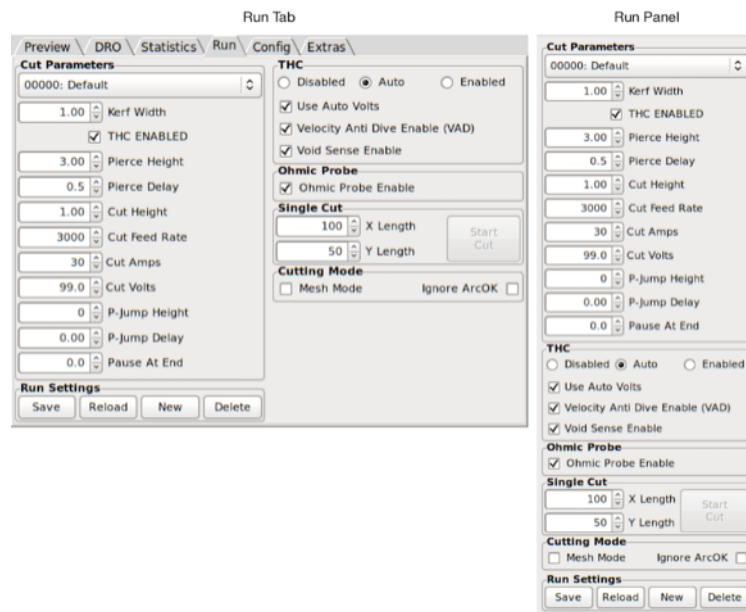 Run Tab
Preview DRO Statistics Run Config Extras
Cut Parameters
00000: Default
1.00 Kerf Width
THC ENABLED
3.00 Pierce Height
0.5 Pierce Delay
1.00 Cut Height
3000 Cut Feed Rate
30 Cut Amps
99.0 Cut Volts
0 P-Jump Height
0.00 P-Jump Delay
0.0 Pause At End
Run Settings
Save Reload New Delete
THC
Disabled Auto Enabled
Use Auto Volts
Velocity Anti Dive Enable (VAD)
Void Sense Enable
Ohmic Probe
Ohmic Probe Enable
Single Cut
100 X Length
50 Y Length
Start
Cut
Cutting Mode
Mesh Mode Ignore ArcOK
Run Panel
Cut Parameters
00000: Default
1.00 Kerf Width
THC ENABLED
3.00 Pierce Height
0.5 Pierce Delay
1.00 Cut Height
3000 Cut Feed Rate
30 Cut Amps
99.0 Cut Volts
0 P-Jump Height
0.00 P-Jump Delay
0.0 Pause At End
THC
Disabled Auto Enabled
Use Auto Volts
Velocity Anti Dive Enable (VAD)
Void Sense Enable
Ohmic Probe
Ohmic Probe Enable
Single Cut
100 X Length
50 Y Length
Start
Cut
Cutting Mode
Mesh Mode Ignore ArcOK
Run Settings
Save Reload New Delete